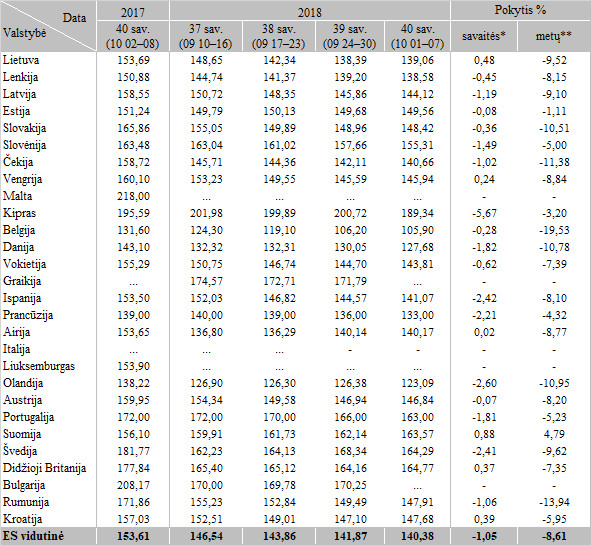 Data 2017 2018 Pokytis %
Valstybė 40 sav. (10 02–08) 37 sav. (09 10–16) 38 sav. (09 17–23) 39 sav. (09 24–30) 40 sav. (10 01–07) savaitės* metų**
Lietuva 153,69 148,65 142,34 138,39 139,06 0,48 -9,52
Lenkija 150,88 144,74 141,37 139,20 138,58 -0,45 -8,15
Latvija 158,55 150,72 148,35 145,86 144,12 -1,19 -9,10
Estija 151,24 149,79 150,13 149,68 149,56 -0,08 -1,11
Slovakija 165,86 155,05 149,89 148,96 148,42 -0,36 -10,51
Slovėnija 163,48 163,04 161,02 157,66 155,31 -1,49 -5,00
Čekija 158,72 145,71 144,36 142,11 140,66 -1,02 -11,38
Vengrija 160,10 153,23 149,55 145,59 145,94 0,24 -8,84
Malta 218,00 ... ... ... ... - -
Kipras 195,59 201,98 199,89 200,72 189,34 -5,67 -3,20
Belgija 131,60 124,30 119,10 106,20 105,90 -0,28 -19,53
Danija 143,10 132,32 132,31 130,05 127,68 -1,82 -10,78
Vokietija 155,29 150,75 146,74 144,70 143,81 -0,62 -7,39
Graikija ... 174,57 172,71 171,79 ... - -
Ispanija 153,50 152,03 146,82 144,57 141,07 -2,42 -8,10
Prancūzija 139,00 140,00 139,00 136,00 133,00 -2,21 -4,32
Airija 153,65 136,80 136,29 140,14 140,17 0,02 -8,77
Italija ... ... ... - - - -
Liuksemburgas 153,90 ... ... ... ... - -
Olandija 138,22 126,90 126,30 126,38 123,09 -2,60 -10,95
Austrija 159,95 154,34 149,58 146,94 146,84 -0,07 -8,20
Portugalija 172,00 172,00 170,00 166,00 163,00 -1,81 -5,23
Suomija 156,10 159,91 161,73 162,14 163,57 0,88 4,79
Švedija 181,77 162,23 164,13 168,34 164,29 -2,41 -9,62
Didžioji Britanija 177,84 165,40 165,12 164,16 164,77 0,37 -7,35
Bulgarija 208,17 170,00 169,78 170,25 ... - -
Rumunija 171,86 155,23 152,84 149,49 147,91 -1,06 -13,94
Kroatija 157,03 152,51 149,01 147,10 147,68 0,39 -5,95
ES vidutinė 153,61 146,54 143,86 141,87 140,38 -1,05 -8,61